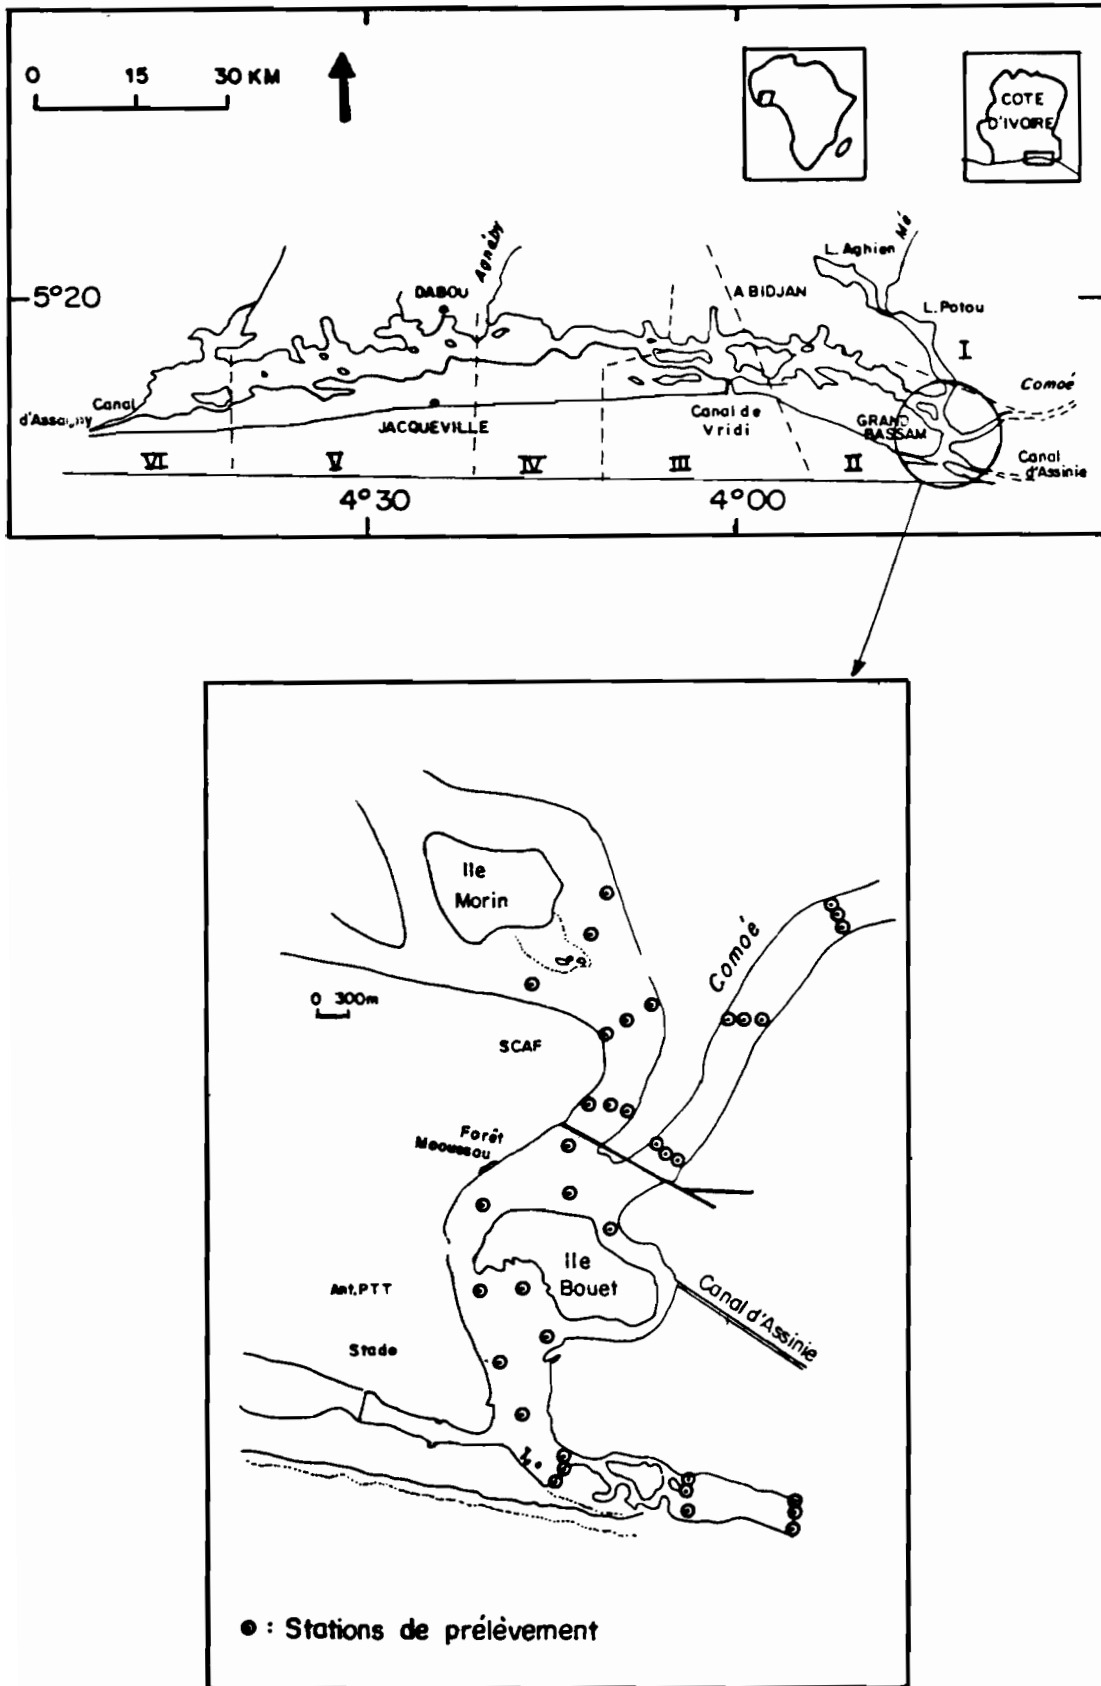 0 15 30 KM
COTE
D'IVOIRE
Mé
L. Aghien
Agnéby
5°20
DABOU
ABIDJAN
L. Potou
I
Comoé
Canal
d'Assagny
JACQUEVILLE
Canal de
Vridi
GRAND
BASSAM
Canal
d'Assinie
VI V IV III II
4°30 4°00
Ile
Morin
Comoé
0 300m
SCAF
Forêt
Mooussou
Ile
Bouet
Ant. PTT
Canal d'Assinie
Stade
: Stations de prélèvement